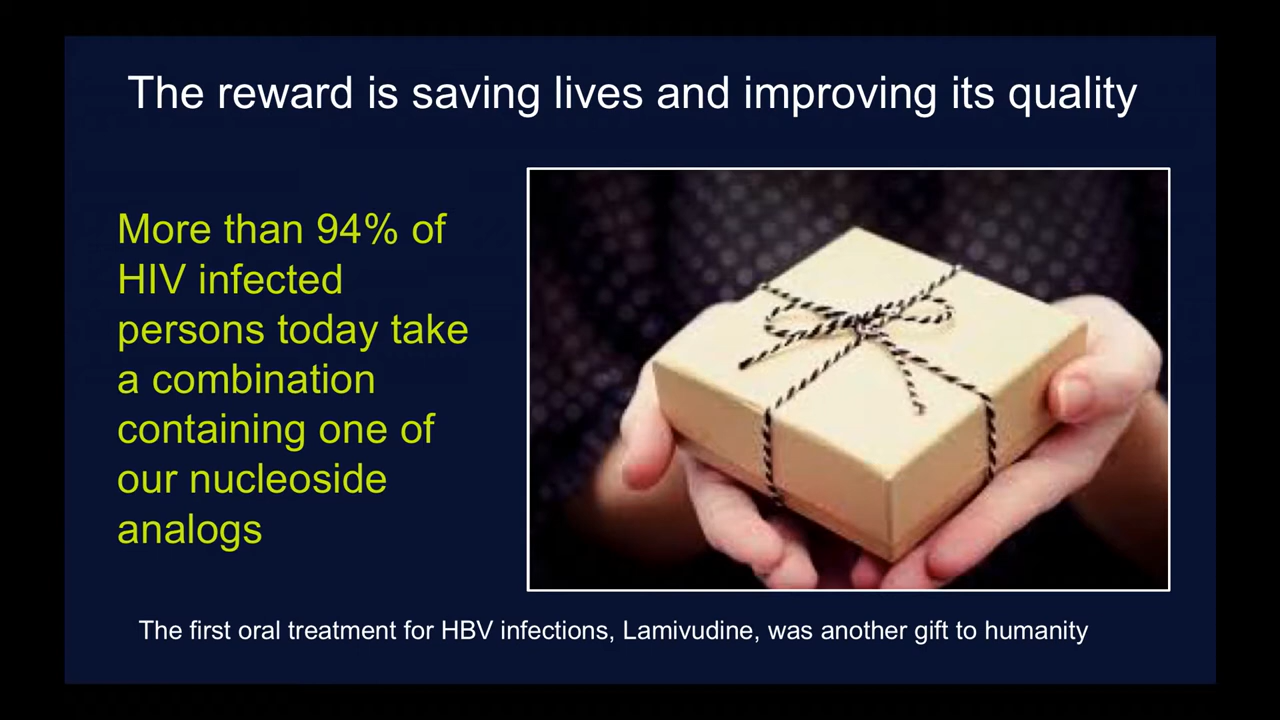 The reward is saving lives and improving its quality
More than 94% of
HIV infected
persons today take
a combination
containing one of
our nucleoside
analogs
The first oral treatment for HBV infections, Lamivudine, was another gift to humanity